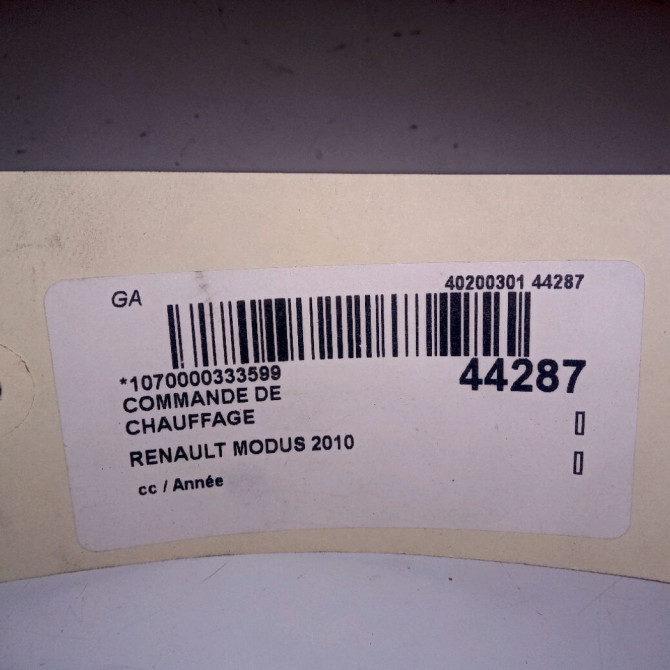 GA
40200301 44287
*1070000333599
44287
COMMANDE DE
CHAUFFAGE
RENAULT MODUS 2010
cc / Année